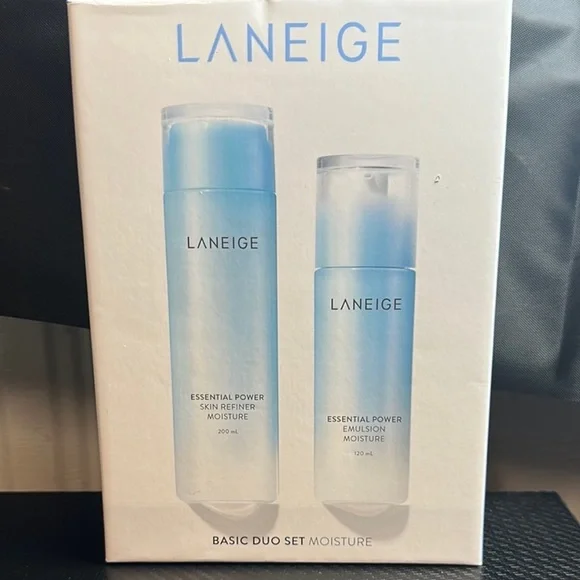 LANEIGE
LANEIGE
ESSENTIAL POWER
SKIN REFINER
MOISTURE
200 mL
LANEIGE
ESSENTIAL POWER
EMULSION
MOISTURE
120 mL
BASIC DUO SET MOISTURE